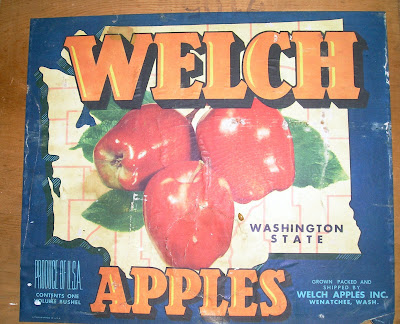 WELCH
WASHINGTON
STATE
PRODUCE OF U.S.A.
CONTENTS ONE
BUSHEL
APPLES
GROWN PACKED AND
SHIPPED BY
WELCH APPLES INC.
WENATCHEE, WASH.